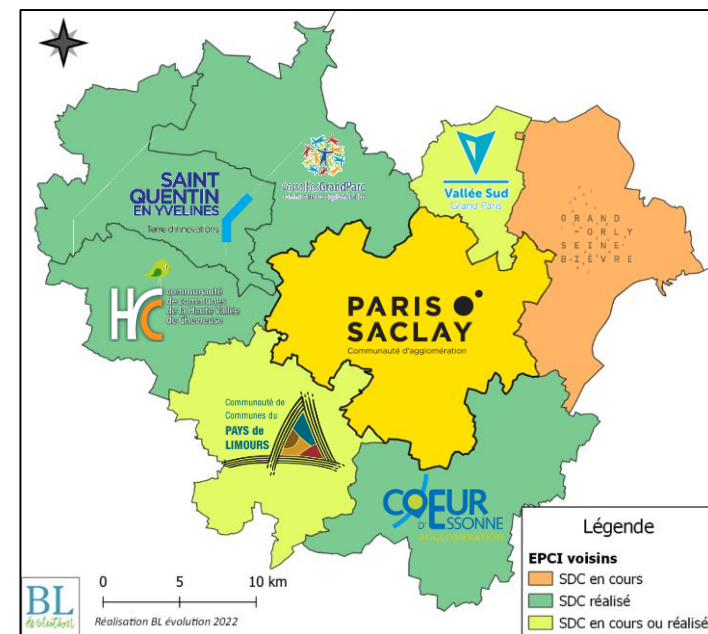 SAINT
QUENTIN
EN YVELINES
Terre d'innovations
VersaillesGrandParc
communauté d'agglomération
Vallée Sud
Grand Paris
GRAND
ORLY
SEINE
BIÈVRE
HC
communauté
de communes
de la Haute Vallée
de Chevreuse
PARIS
SACLAY
Communauté d'agglomération
Communauté de
Communes du
PAYS de
LIMOURS
CŒUR
D'ESSONNE
AGGLOMÉRATION
Légende
EPCI voisins
SDC en cours
SDC réalisé
SDC en cours ou réalisé
0 5 10 km
BL
évolution
Réalisation BL évolution 2022